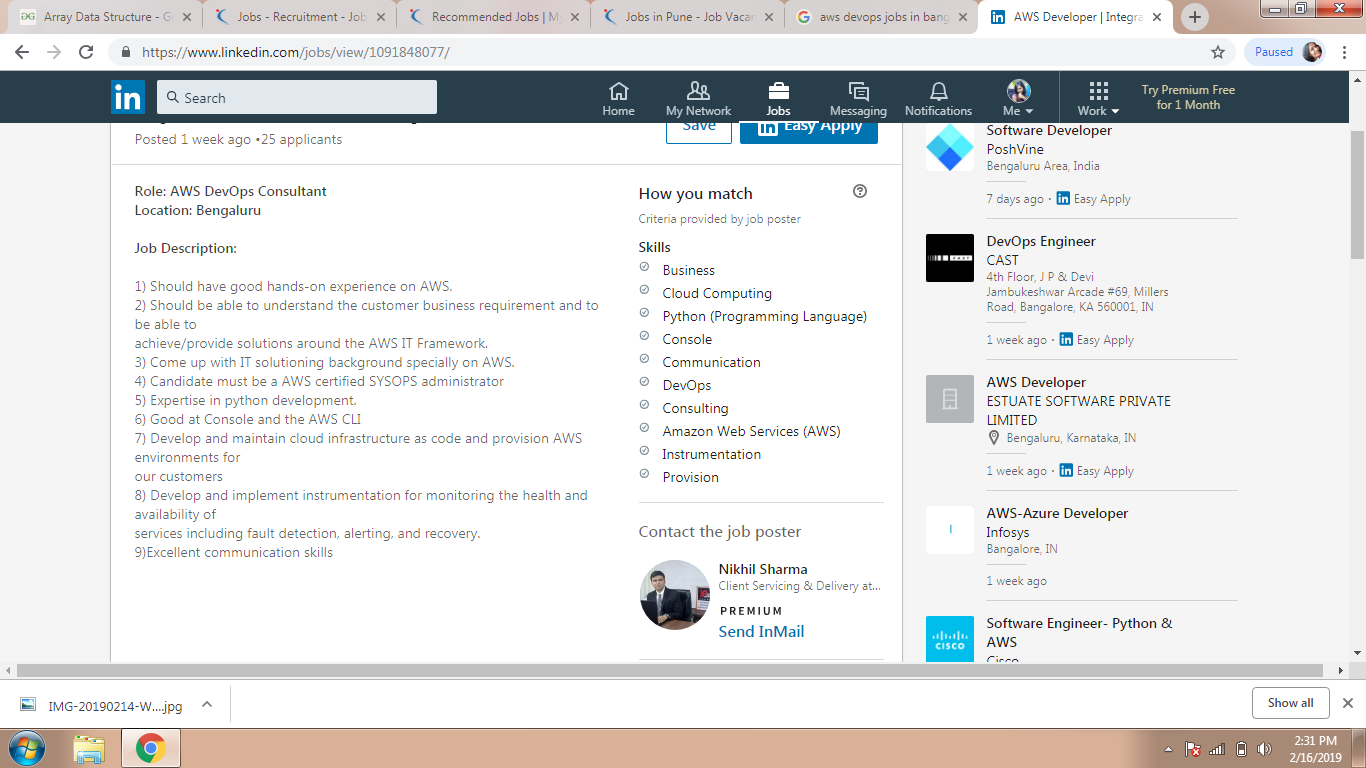 Array Data Structure - G
Jobs - Recruitment - Job
Recommended Jobs | My
Jobs in Pune - Job Vacan
aws devops jobs in bang
AWS Developer | Integra
https://www.linkedin.com/jobs/view/1091848077/
Paused
in
Search
Home
My Network
Jobs
Messaging
Notifications
Me
Work
Try Premium Free
for 1 Month
Posted 1 week ago •25 applicants
Save
in Easy Apply
Role: AWS DevOps Consultant
Location: Bengaluru
Job Description:
1) Should have good hands-on experience on AWS.
2) Should be able to understand the customer business requirement and to
be able to
achieve/provide solutions around the AWS IT Framework.
3) Come up with IT solutioning background specially on AWS.
4) Candidate must be a AWS certified SYSOPS administrator
5) Expertise in python development.
6) Good at Console and the AWS CLI
7) Develop and maintain cloud infrastructure as code and provision AWS
environments for
our customers
8) Develop and implement instrumentation for monitoring the health and
availability of
services including fault detection, alerting, and recovery.
9)Excellent communication skills
How you match
Criteria provided by job poster
Skills
Business
Cloud Computing
Python (Programming Language)
Console
Communication
DevOps
Consulting
Amazon Web Services (AWS)
Instrumentation
Provision
Contact the job poster
Nikhil Sharma
Client Servicing & Delivery at...
PREMIUM
Send InMail
Software Developer
PoshVine
Bengaluru Area, India
7 days ago · in Easy Apply
DevOps Engineer
CAST
CAST
4th Floor, J P & Devi
Jambukeshwar Arcade #69, Millers
Road, Bangalore, KA 560001, IN
1 week ago · in Easy Apply
AWS Developer
ESTUATE SOFTWARE PRIVATE
LIMITED
Bengaluru, Karnataka, IN
1 week ago · in Easy Apply
AWS-Azure Developer
Infosys
Bangalore, IN
1 week ago
Software Engineer- Python &
AWS
Cisco
CISCO
IMG-20190214-W....jpg
Show all
2:31 PM
2/16/2019